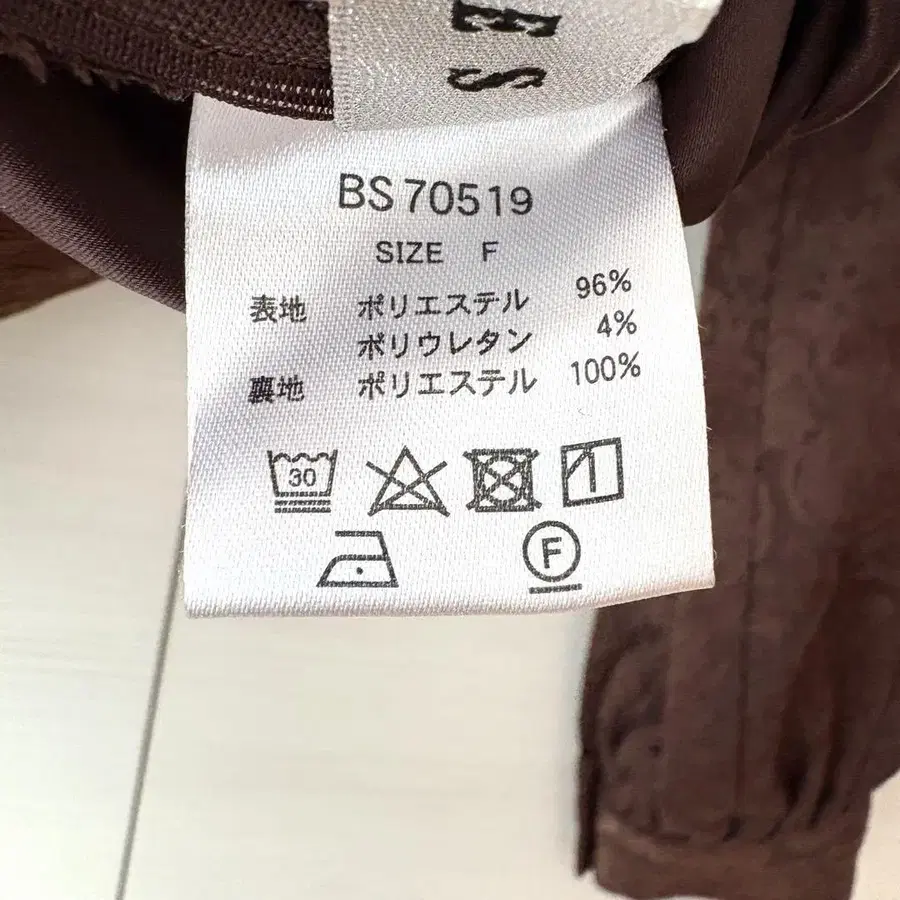 ES
BS 70519
SIZE F
表地 ポリエステル 96%
ポリウレタン 4%
裏地 ポリエステル 100%
30
F